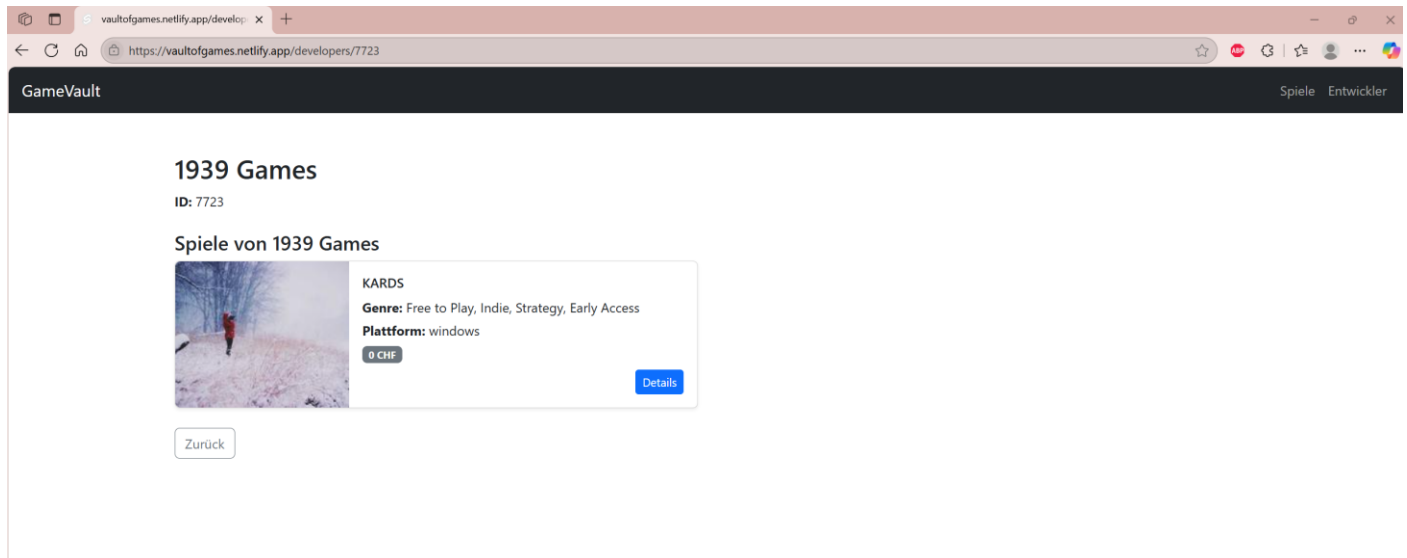 vaultofgames.netlify.app/develop
https://vaultofgames.netlify.app/developers/7723
ABP
GameVault
Spiele Entwickler
1939 Games
ID: 7723
Spiele von 1939 Games
KARDS
Genre: Free to Play, Indie, Strategy, Early Access
Plattform: windows
0 CHF
Details
Zurück